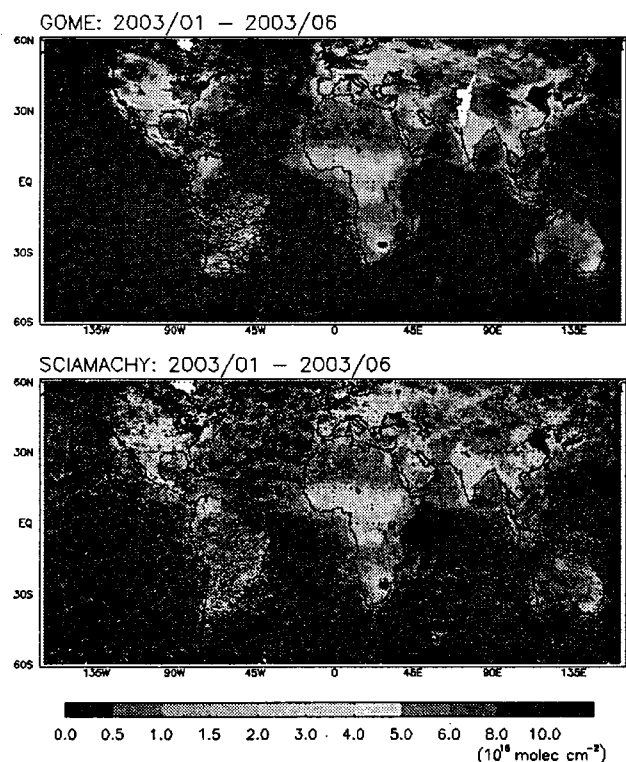 GOME: 2003/01 – 2003/06
60N
30N
EQ
30S
60S
135W 90W 45W 0 45E 90E 135E
SCIAMACHY: 2003/01 – 2003/06
60N
30N
EQ
30S
60S
135W 90W 45W 0 45E 90E 135E
0.0 0.5 1.0 1.5 2.0 3.0 4.0 5.0 6.0 8.0 10.0
(10¹⁵ molec cm⁻²)